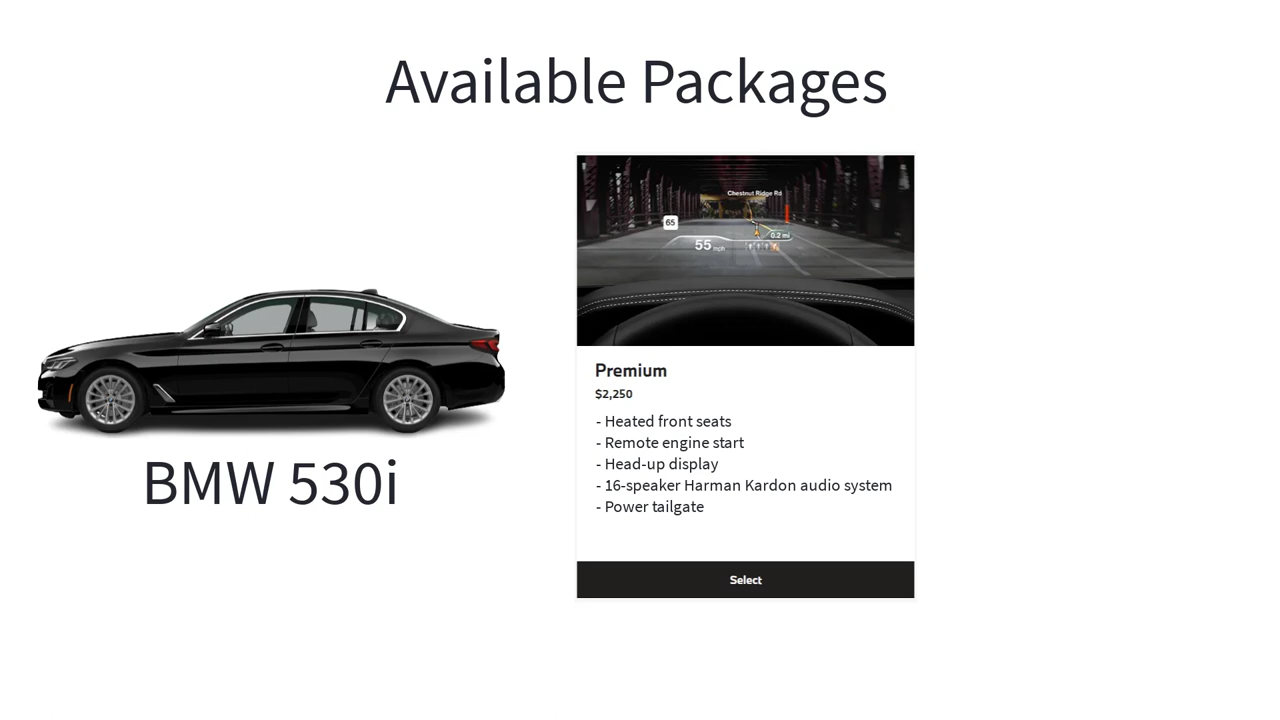 Available Packages
Chestnut Ridge Rd
65
0.2 mi
55 mph
Premium
$2,250
- Heated front seats
- Remote engine start
- Head-up display
- 16-speaker Harman Kardon audio system
- Power tailgate
BMW 530i
Select